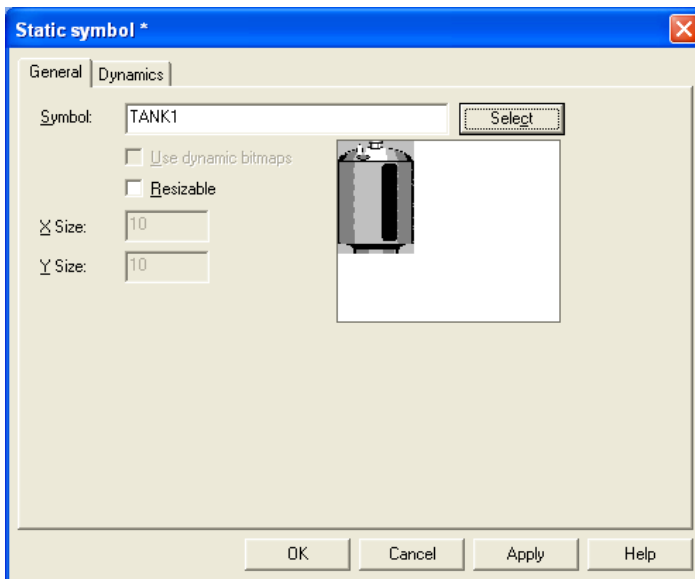 Static symbol *
General Dynamics
Symbol: TANK1 Select
Use dynamic bitmaps
Resizable
X Size: 10
Y Size: 10
OK Cancel Apply Help